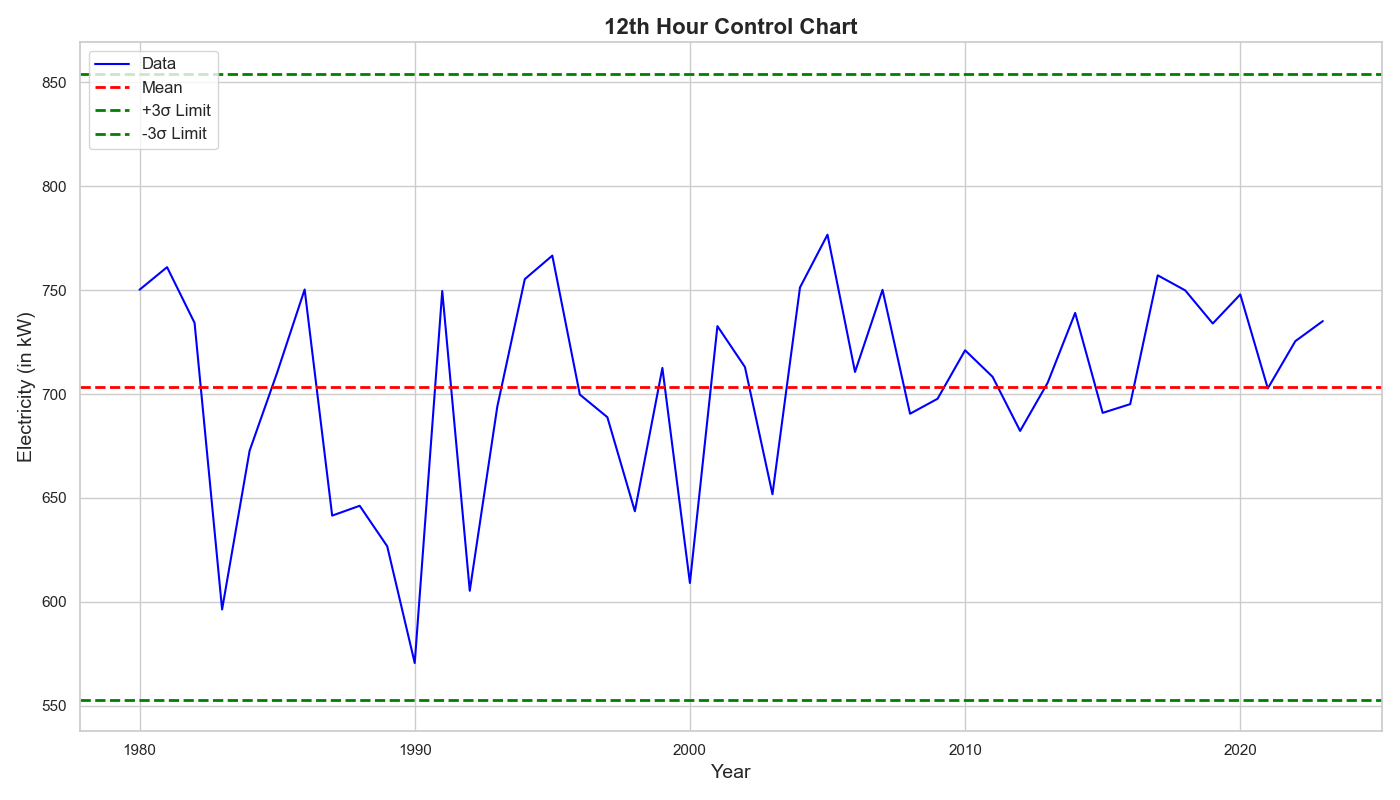 12th Hour Control Chart
Data
Mean
+3σ Limit
-3σ Limit
Electricity (in kW)
850
800
750
700
650
600
550
1980
1990
2000
2010
2020
Year